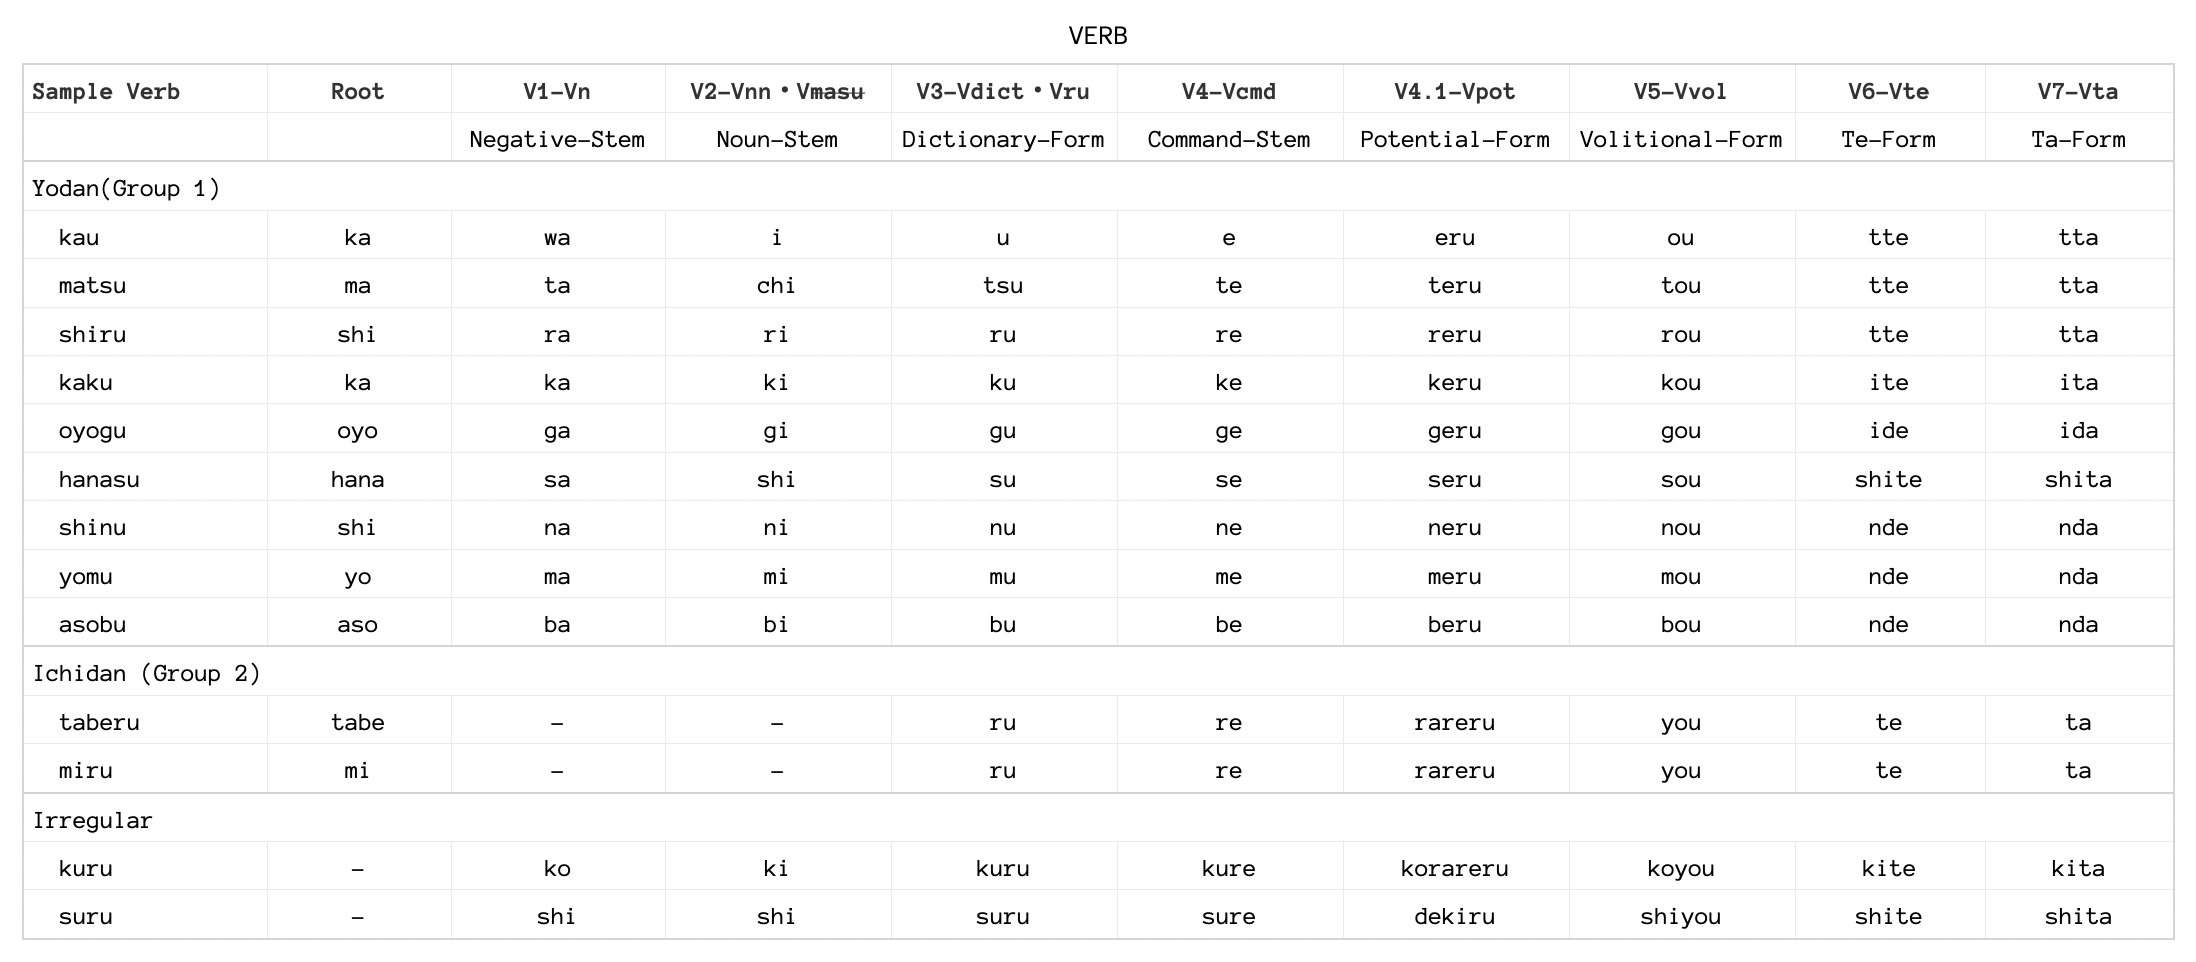 VERB
Sample Verb Root V1-Vn V2-Vnn・Vmasu V3-Vdict・Vru V4-Vcmd V4.1-Vpot V5-Vvol V6-Vte V7-Vta
Negative-Stem Noun-Stem Dictionary-Form Command-Stem Potential-Form Volitional-Form Te-Form Ta-Form
Yodan(Group 1)
kau ka wa i u e eru ou tte tta
matsu ma ta chi tsu te teru tou tte tta
shiru shi ra ri ru re reru rou tte tta
kaku ka ka ki ku ke keru kou ite ita
oyogu oyo ga gi gu ge geru gou ide ida
hanasu hana sa shi su se seru sou shite shita
shinu shi na ni nu ne neru nou nde nda
yomu yo ma mi mu me meru mou nde nda
asobu aso ba bi bu be beru bou nde nda
Ichidan (Group 2)
taberu tabe - - ru re rareru you te ta
miru mi - - ru re rareru you te ta
Irregular
kuru - ko ki kuru kure korareru koyou kite kita
suru - shi shi suru sure dekiru shiyou shite shita